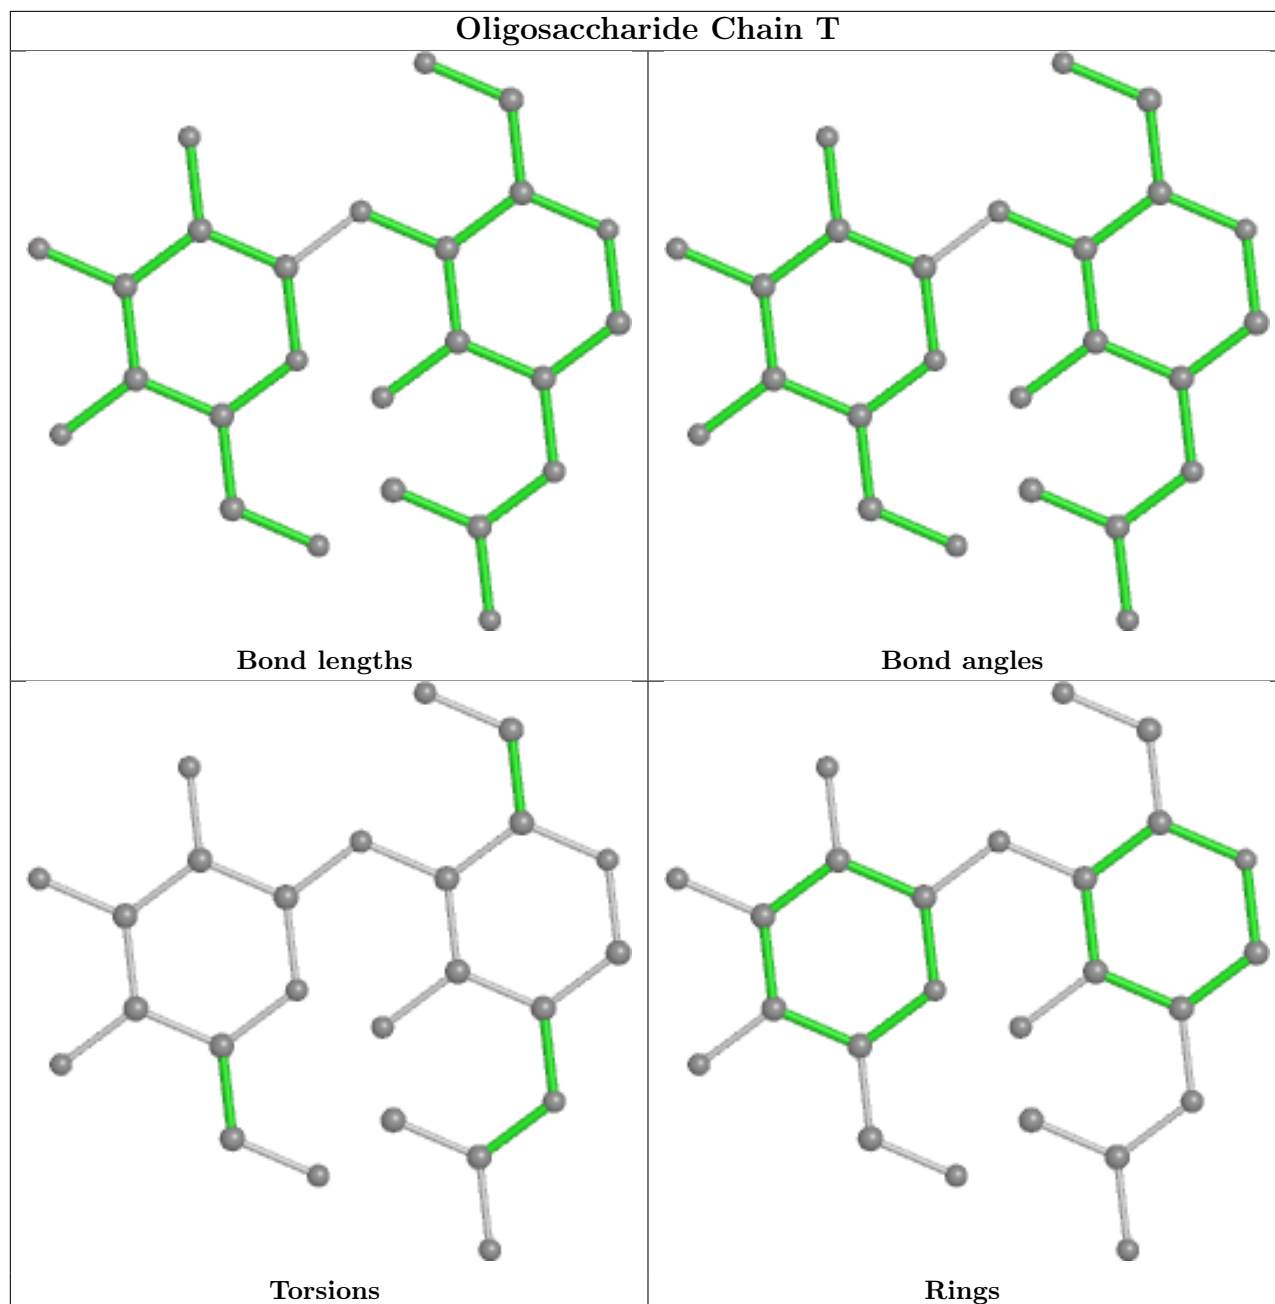 Oligosaccharide Chain T
Bond lengths
Bond angles
Torsions
Rings